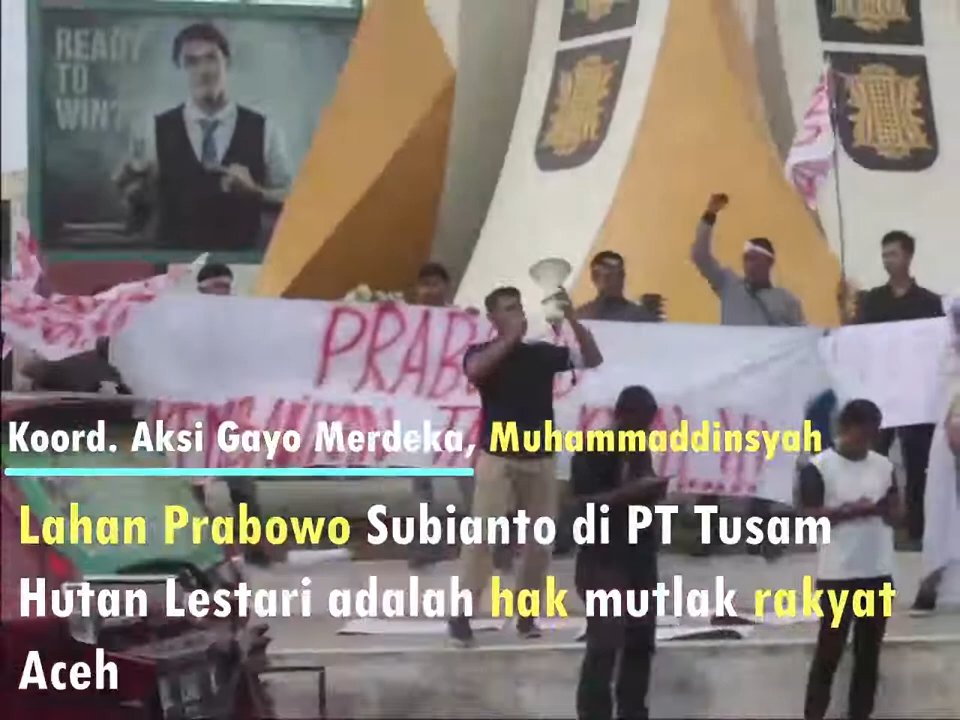 READY
TO
WIN?
PRABOWO
Koord. Aksi Gayo Merdeka, Muhammaddinsyah
Lahan Prabowo Subianto di PT Tusam
Hutan Lestari adalah hak mutlak rakyat
Aceh